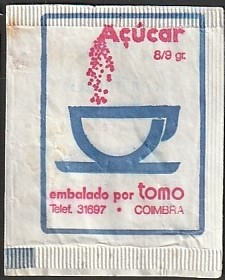 Açúcar
8/9 gr.
embalado por tomo
Telef. 31697 • COIMBRA